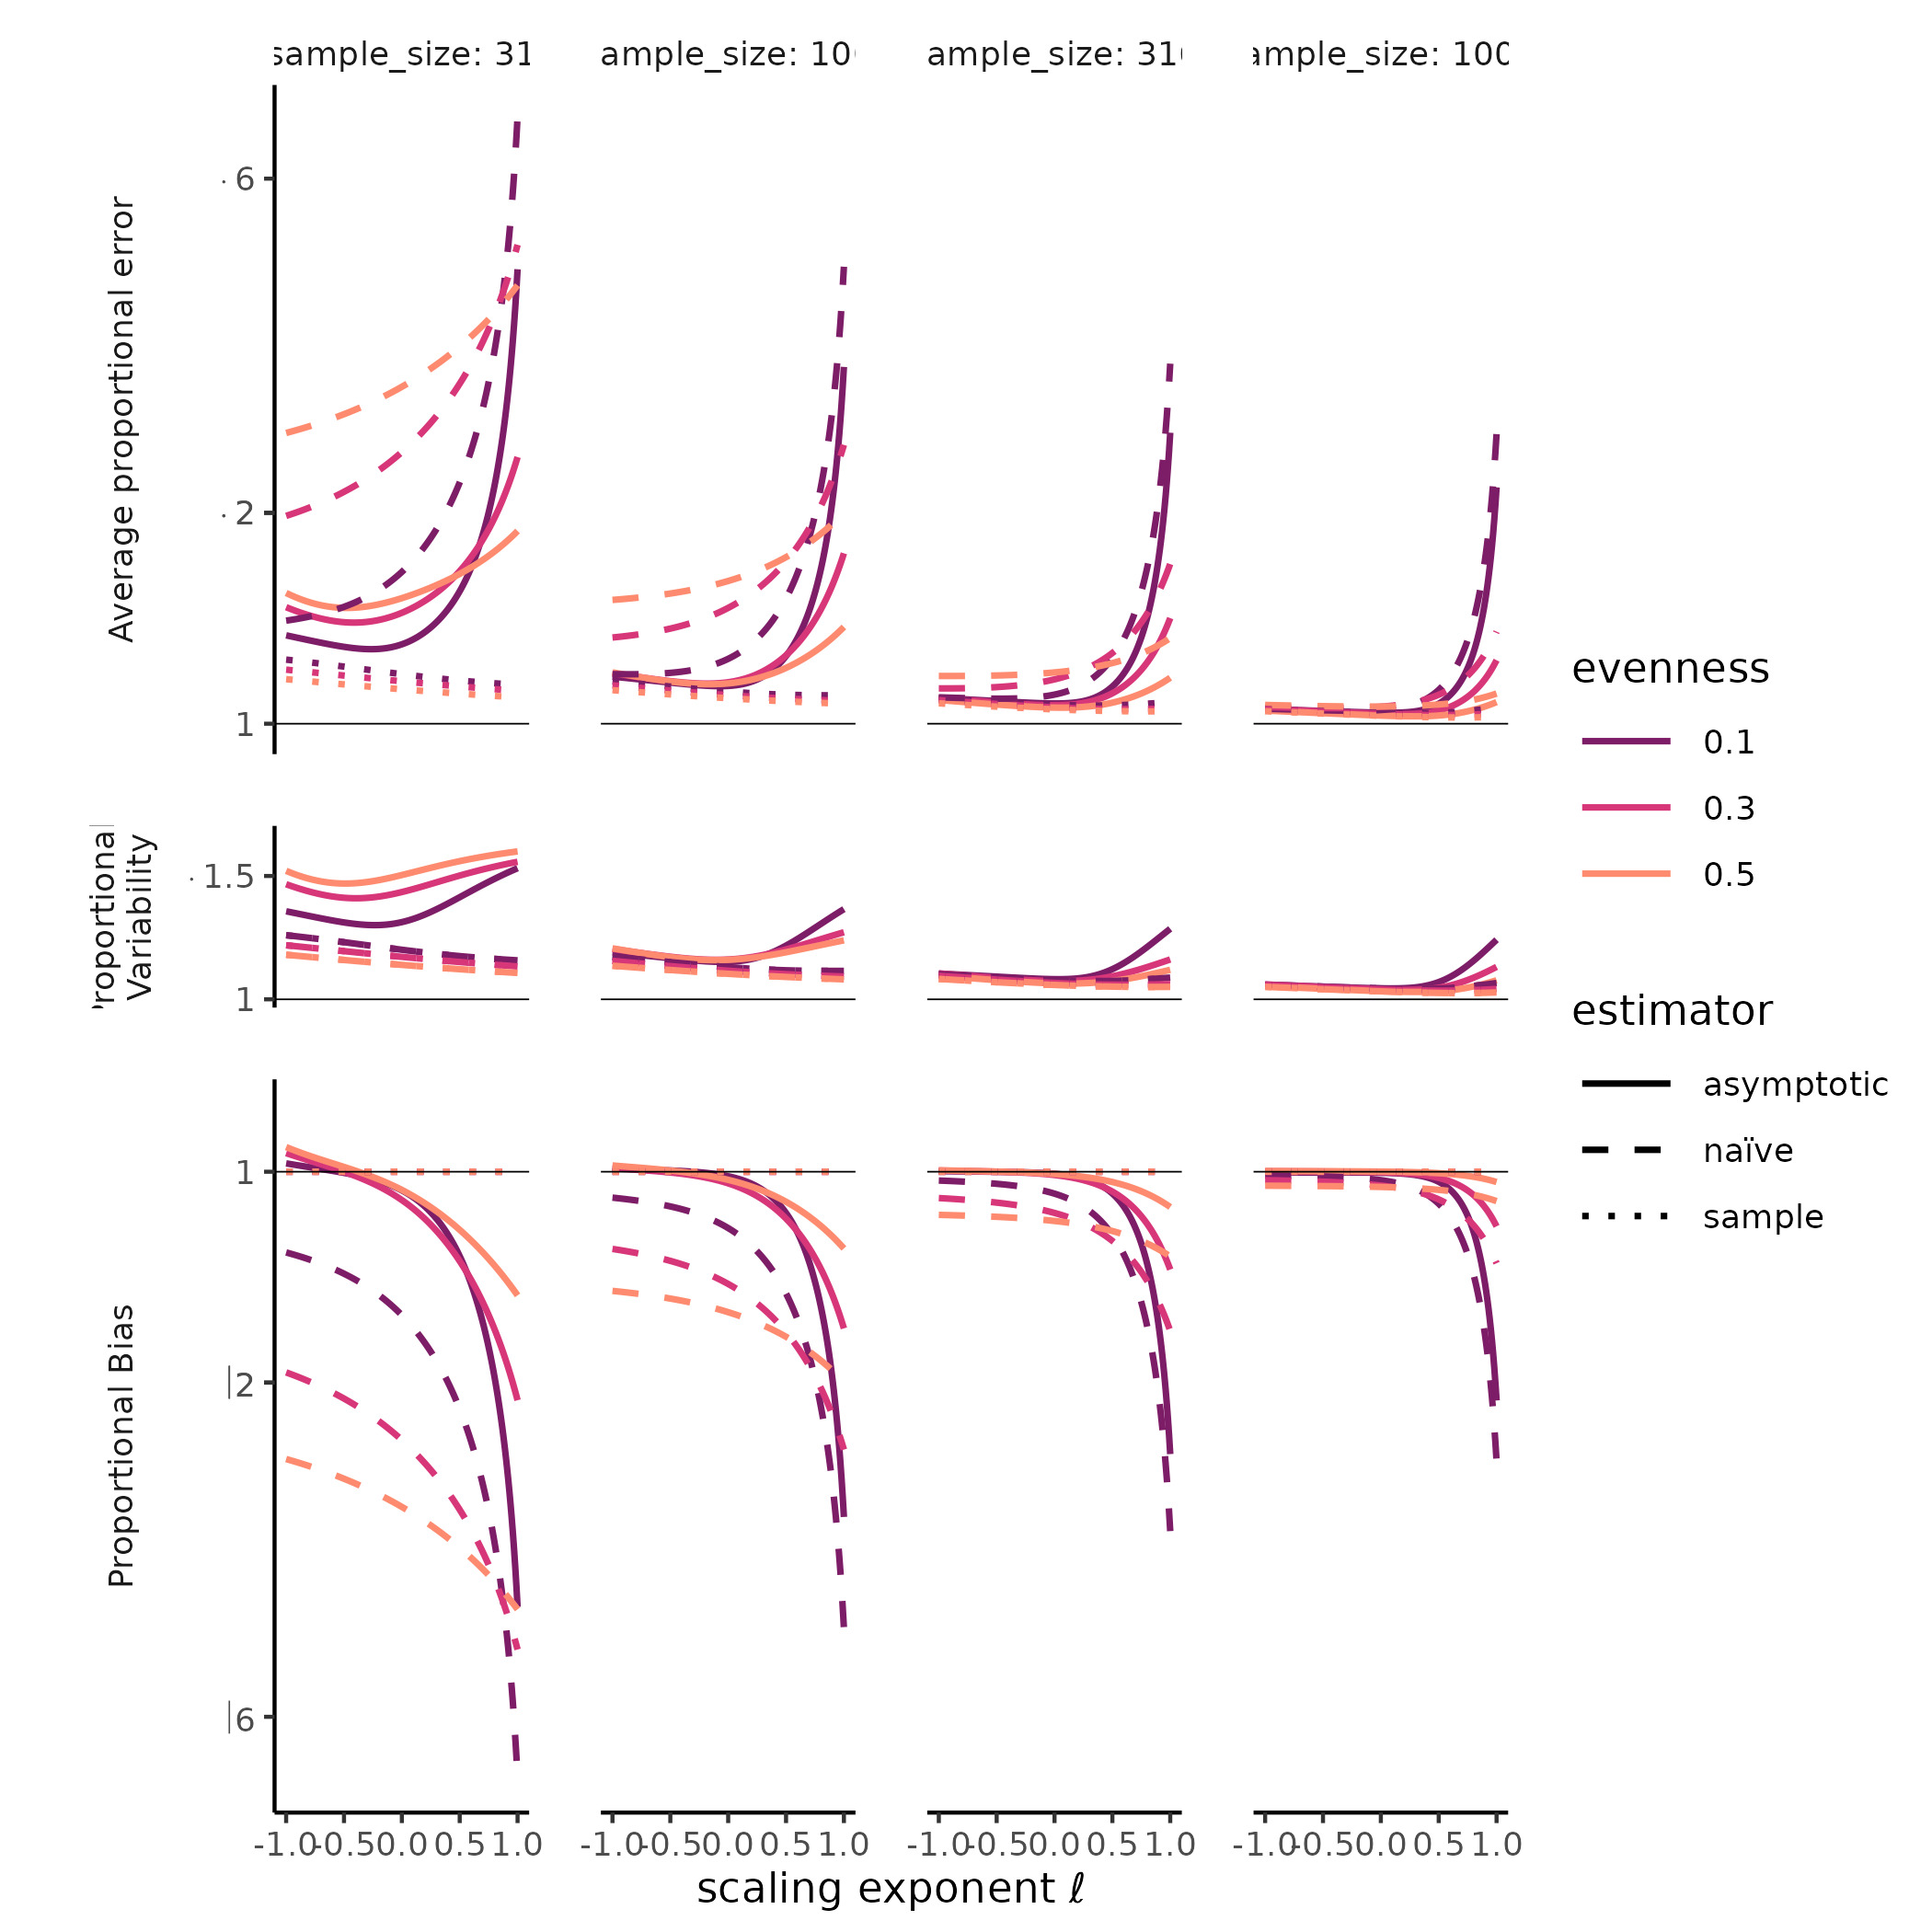 sample_size: 31
ample_size: 10
ample_size: 31
ample_size: 100
Average proportional error
· 6
· 2
1
Proportional
Variability
· 1.5
1
Proportional Bias
1
|2
|6
-1.0 -0.5 0.0 0.5 1.0
-1.0 -0.5 0.0 0.5 1.0
-1.0 -0.5 0.0 0.5 1.0
-1.0 -0.5 0.0 0.5 1.0
scaling exponent ℓ
evenness
0.1
0.3
0.5
estimator
asymptotic
naïve
sample